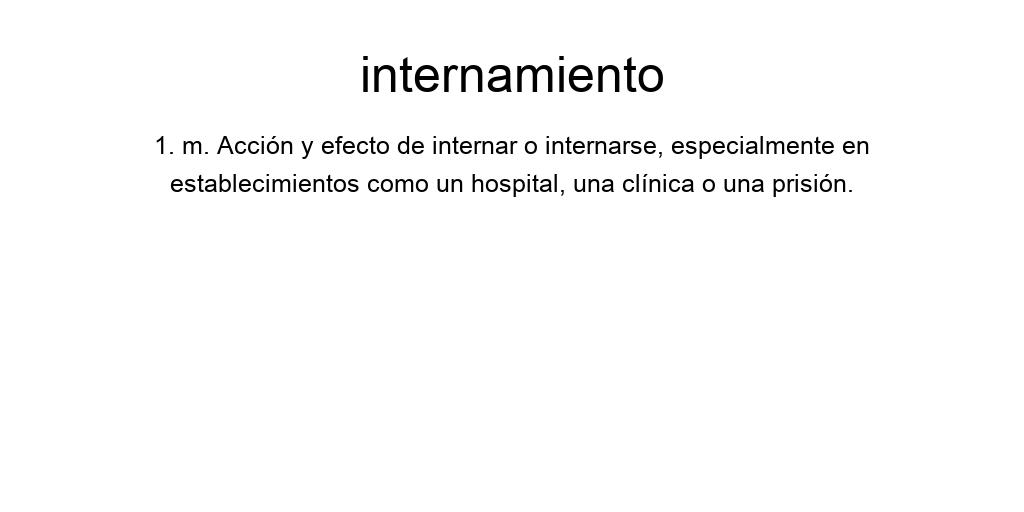 internamiento
1. m. Acción y efecto de internar o internarse, especialmente en
establecimientos como un hospital, una clínica o una prisión.